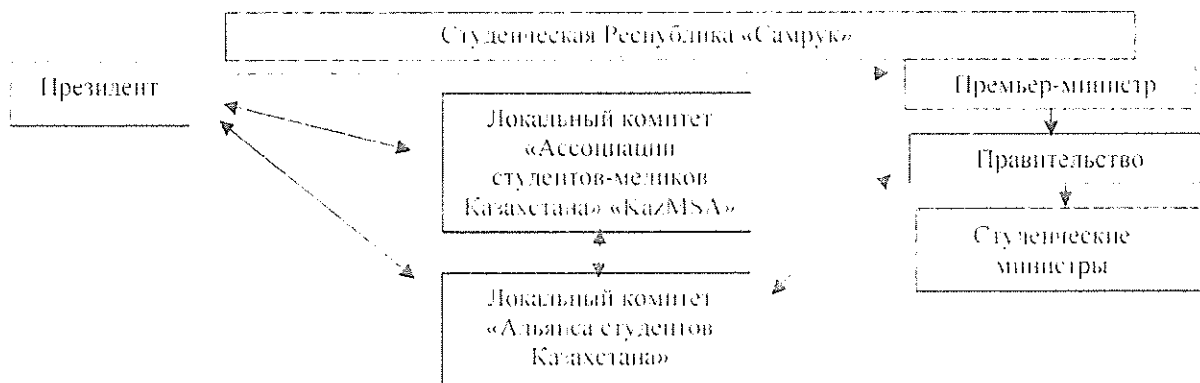 Студенческая Республика «Самрук»
Президент
Премьер-министр
Локальный комитет
«Ассоциации
студентов-медиков
Казахстана» «KazMSA»
Правительство
Студенческие
министры
Локальный комитет
«Альянса студентов
Казахстана»